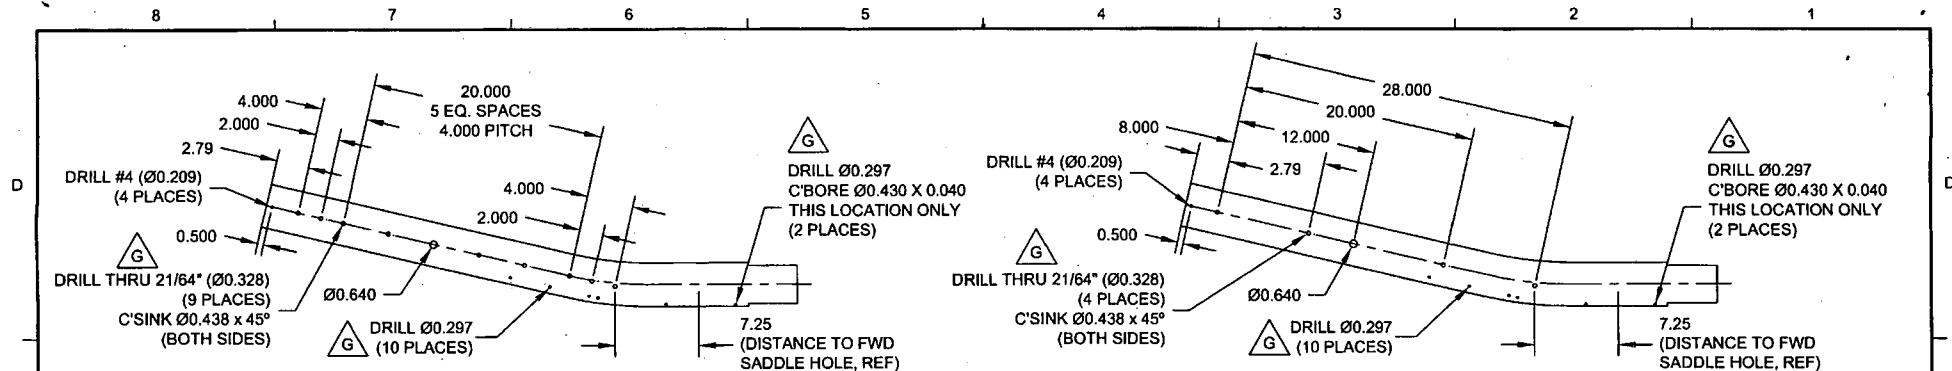 8 7 6 5 4 3 2 1
D
4.000
2.000
2.79
20.000
5 EQ. SPACES
4.000 PITCH
DRILL #4 (Ø0.209)
(4 PLACES)
0.500
G
DRILL THRU 21/64" (Ø0.328)
(9 PLACES)
C'SINK Ø0.438 x 45°
(BOTH SIDES)
Ø0.640
4.000
2.000
G
DRILL Ø0.297
(10 PLACES)
G
DRILL Ø0.297
C'BORE Ø0.430 X 0.040
THIS LOCATION ONLY
(2 PLACES)
7.25
(DISTANCE TO FWD
SADDLE HOLE, REF)
28.000
20.000
12.000
8.000
2.79
DRILL #4 (Ø0.209)
(4 PLACES)
0.500
G
DRILL THRU 21/64" (Ø0.328)
(4 PLACES)
C'SINK Ø0.438 x 45°
(BOTH SIDES)
Ø0.640
G
DRILL Ø0.297
(10 PLACES)
G
DRILL Ø0.297
C'BORE Ø0.430 X 0.040
THIS LOCATION ONLY
(2 PLACES)
7.25
(DISTANCE TO FWD
SADDLE HOLE, REF)
D